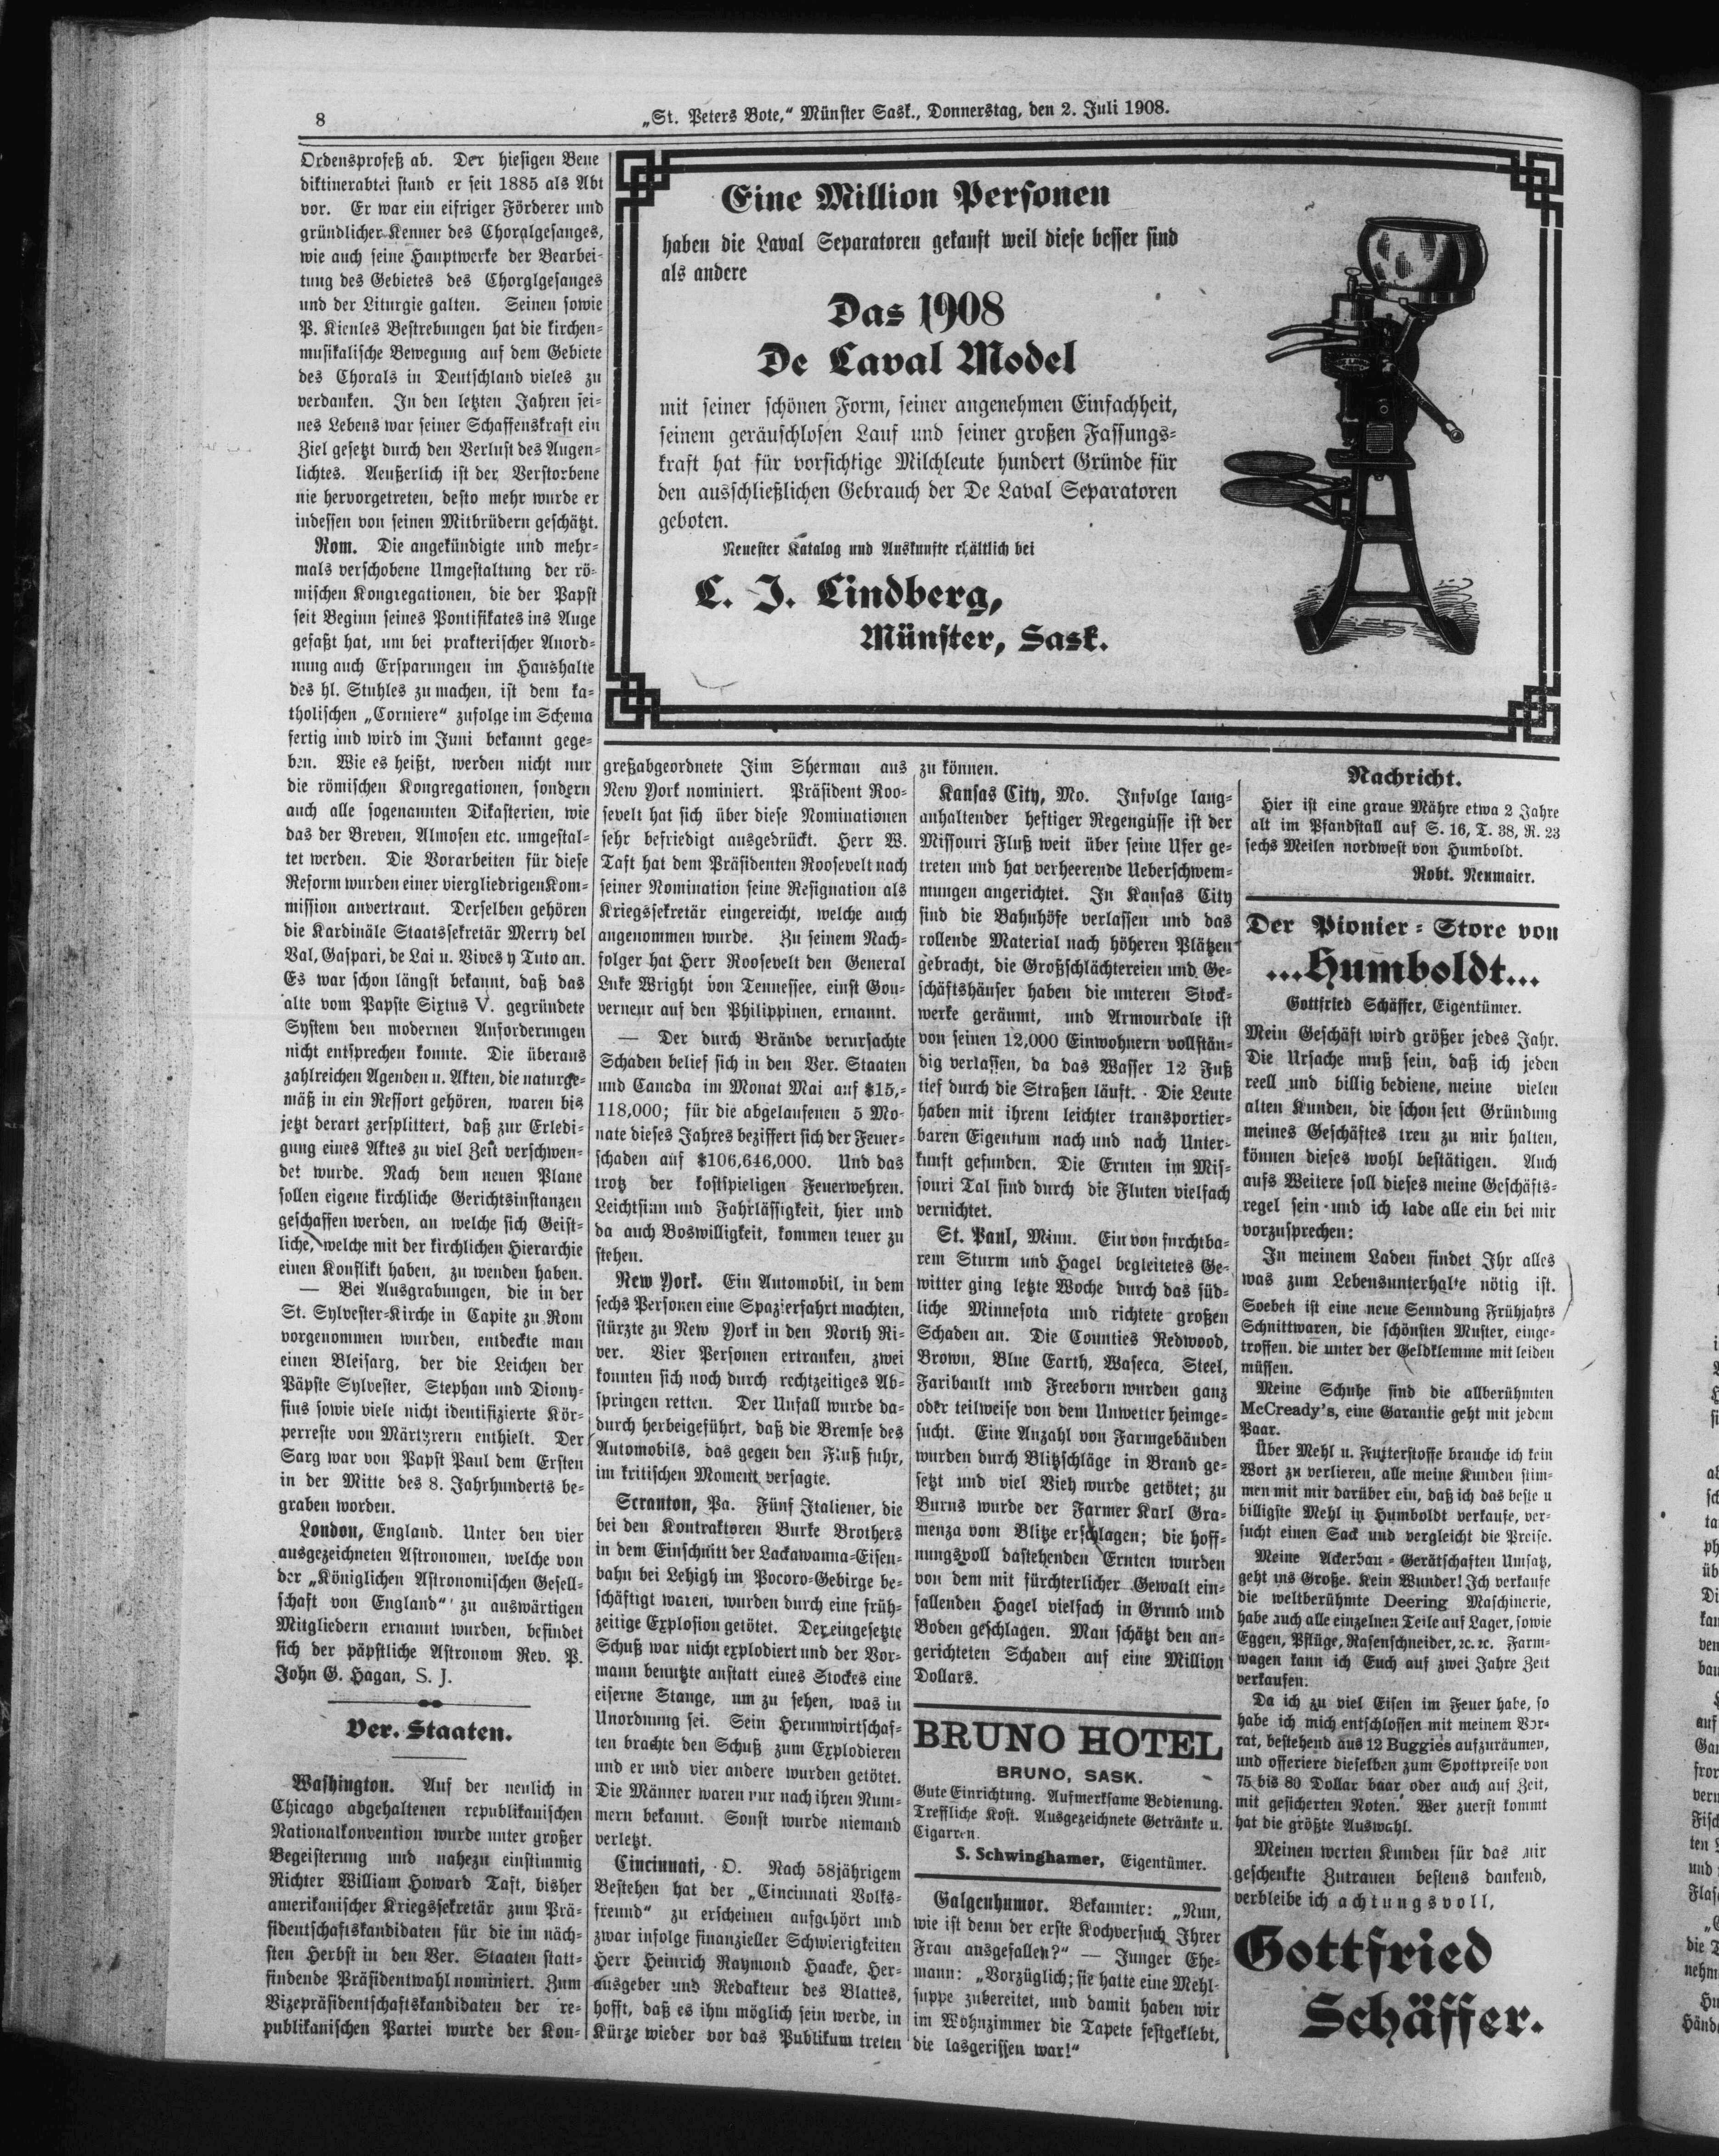 8
„St. Peters Bote,“ Münster Sask., Donnerstag, den 2. Juli 1908.
Ordensprofeß ab. Der hiesigen Bene
diktinerabtei stand er seit 1885 als Abt
vor. Er war ein eifriger Förderer und
gründlicher Kenner des Choralgesanges,
wie auch seine Hauptwerke der Bearbei-
tung des Gebietes des Chorglgesanges
und der Liturgie galten. Seinen sowie
P. Kienles Bestrebungen hat die kirchen-
musikalische Bewegung auf dem Gebiete
des Chorals in Deutschland vieles zu
verdanken. In den letzten Jahren sei-
nes Lebens war seiner Schaffenskraft ein
Ziel gesetzt durch den Verlust des Augen-
lichtes. Aeußerlich ist der Verstorbene
nie hervorgetreten, desto mehr wurde er
indessen von seinen Mitbrüdern geschätzt.
Rom. Die angekündigte und mehr-
mals verschobene Umgestaltung der rö-
mischen Kongregationen, die der Papst
seit Beginn seines Pontifikates ins Auge
gefaßt hat, um bei prakterischer Anord-
nung auch Ersparungen im Haushalte
des hl. Stuhles zu machen, ist dem ka-
tholischen „Corniere“ zufolge im Schema
fertig und wird im Juni bekannt gege-
ben. Wie es heißt, werden nicht nur
die römischen Kongregationen, sondern
auch alle sogenannten Dikasterien, wie
das der Breven, Almosen etc. umgestal-
tet werden. Die Vorarbeiten für diese
Reform wurden einer viergliedrigen Kom-
mission anvertraut. Derselben gehören
die Kardinäle Staatssekretär Merry del
Val, Gaspari, de Lai u. Vives y Tuto an.
Es war schon längst bekannt, daß das
alte vom Papste Sixtus V. gegründete
System den modernen Anforderungen
nicht entsprechen konnte. Die überaus
zahlreichen Agenden u. Akten, die naturge-
mäß in ein Ressort gehören, waren bis
jetzt derart zersplittert, daß zur Erledi-
gung eines Aktes zu viel Zeit verschwen-
det wurde. Nach dem neuen Plane
sollen eigene kirchliche Gerichtsinstanzen
geschaffen werden, an welche sich Geist-
liche, welche mit der kirchlichen Hierarchie
einen Konflikt haben, zu wenden haben.
— Bei Ausgrabungen, die in der
St. Sylvester-Kirche in Capite zu Rom
vorgenommen wurden, entdeckte man
einen Bleisarg, der die Leichen der
Päpste Sylvester, Stephan und Diony-
sius sowie viele nicht identifizierte Kör-
perreste von Märtyrern enthielt. Der
Sarg war von Papst Paul dem Ersten
in der Mitte des 8. Jahrhunderts be-
graben worden.
London, England. Unter den vier
ausgezeichneten Astronomen, welche von
der „Königlichen Astronomischen Gesell-
schaft von England“ zu auswärtigen
Mitgliedern ernannt wurden, befindet
sich der päpstliche Astronom Rev. P.
John G. Hagan, S. J.
Ver. Staaten.
Washington. Auf der neulich in
Chicago abgehaltenen republikanischen
Nationalkonvention wurde unter großer
Begeisterung und nahezu einstimmig
Richter William Howard Taft, bisher
amerikanischer Kriegssekretär zum Prä-
sidentschaftskandidaten für die im näch-
sten Herbst in den Ver. Staaten statt-
findende Präsidentwahl nominiert. Zum
Vizepräsidentschaftskandidaten der re-
publikanischen Partei wurde der Kon-
Eine Million Personen
haben die Laval Separatoren gekauft weil diese besser sind
als andere
Das 1908
De Laval Model
mit seiner schönen Form, seiner angenehmen Einfachheit,
seinem geräuschlosen Lauf und seiner großen Fassungs-
kraft hat für vorsichtige Milchleute hundert Gründe für
den ausschließlichen Gebrauch der De Laval Separatoren
geboten.
Neuester Katalog und Auskunfte rhältlich bei
C. J. Lindberg,
Münster, Sask.
greßabgeordnete Jim Sherman aus
New York nominiert. Präsident Roo-
sevelt hat sich über diese Nominationen
sehr befriedigt ausgedrückt. Herr W.
Taft hat dem Präsidenten Roosevelt nach
seiner Nomination seine Resignation als
Kriegssekretär eingereicht, welche auch
angenommen wurde. Zu seinem Nach-
folger hat Herr Roosevelt den General
Luke Wright von Tennessee, einst Gou-
verneur auf den Philippinen, ernannt.
— Der durch Brände verursachte
Schaden belief sich in den Ver. Staaten
und Canada im Monat Mai auf $15,-
118,000; für die abgelaufenen 5 Mo-
nate dieses Jahres beziffert sich der Feuer-
schaden auf $106,646,000. Und das
trotz der kostspieligen Feuerwehren.
Leichtsinn und Fahrlässigkeit, hier und
da auch Boswilligkeit, kommen teuer zu
stehen.
New York. Ein Automobil, in dem
sechs Personen eine Spazierfahrt machten,
stürzte zu New York in den North Ri-
ver. Vier Personen ertranken, zwei
konnten sich noch durch rechtzeitiges Ab-
springen retten. Der Unfall wurde da-
durch herbeigeführt, daß die Bremse des
Automobils, das gegen den Fluß fuhr,
im kritischen Moment versagte.
Scranton, Pa. Fünf Italiener, die
bei den Kontraktoren Burke Brothers
in dem Einschnitt der Lackawanna-Eisen-
bahn bei Lehigh im Pocoro-Gebirge be-
schäftigt waren, wurden durch eine früh-
zeitige Explosion getötet. Der eingesetzte
Schuß war nicht explodiert und der Vor-
mann benutzte anstatt eines Stockes eine
eiserne Stange, um zu sehen, was in
Unordnung sei. Sein Herumwirtschaf-
ten brachte den Schuß zum Explodieren
und er und vier andere wurden getötet.
Die Männer waren nur nach ihren Num-
mern bekannt. Sonst wurde niemand
verletzt.
Cincinnati, O. Nach 58jährigem
Bestehen hat der „Cincinnati Volks-
freund“ zu erscheinen aufgehört und
zwar infolge finanzieller Schwierigkeiten
Herr Heinrich Raymond Haacke, Her-
ausgeber und Redakteur des Blattes,
hofft, daß es ihm möglich sein werde, in
Kürze wieder vor das Publikum treten
zu können.
Kansas City, Mo. Infolge lang-
anhaltender heftiger Regengüsse ist der
Missouri Fluß weit über seine Ufer ge-
treten und hat verheerende Ueberschwem-
mungen angerichtet. In Kansas City
sind die Bahnhöfe verlassen und das
rollende Material nach höheren Plätzen
gebracht, die Großschlächtereien und Ge-
schäftshäuser haben die unteren Stock-
werke geräumt, und Armourdale ist
von seinen 12,000 Einwohnern vollstän-
dig verlassen, da das Wasser 12 Fuß
tief durch die Straßen läuft. Die Leute
haben mit ihrem leichter transportier-
baren Eigentum nach und nach Unter-
kunft gefunden. Die Ernten im Mis-
souri Tal sind durch die Fluten vielfach
vernichtet.
St. Paul, Minn. Ein von furchtba-
rem Sturm und Hagel begleitetes Ge-
witter ging letzte Woche durch das süd-
liche Minnesota und richtete großen
Schaden an. Die Counties Redwood,
Brown, Blue Earth, Waseca, Steel,
Faribault und Freeborn wurden ganz
oder teilweise von dem Unwetter heimge-
sucht. Eine Anzahl von Farmgebäuden
wurden durch Blitzschläge in Brand ge-
setzt und viel Vieh wurde getötet; zu
Burns wurde der Farmer Karl Gra-
menza vom Blitze erschlagen; die hoff-
nungsvoll dastehenden Ernten wurden
von dem mit fürchterlicher Gewalt ein-
fallenden Hagel vielfach in Grund und
Boden geschlagen. Man schätzt den an-
gerichteten Schaden auf eine Million
Dollars.
BRUNO HOTEL
BRUNO, SASK.
Gute Einrichtung. Aufmerksame Bedienung.
Treffliche Kost. Ausgezeichnete Getränke u.
Cigarren.
S. Schwinghamer, Eigentümer.
Galgenhumor. Bekannter: „Nun,
wie ist denn der erste Kochversuch Ihrer
Frau ausgefallen?“ — Junger Ehe-
mann: „Vorzüglich; sie hatte eine Mehl-
suppe zubereitet, und damit haben wir
im Wohnzimmer die Tapete festgeklebt,
die lasgerissen war!“
Nachricht.
Hier ist eine graue Mähre etwa 2 Jahre
alt im Pfandstall auf S. 16, T. 38, R. 23
sechs Meilen nordwest von Humboldt.
Robt. Neumaier.
Der Pionier-Store von
...Humboldt...
Gottfried Schäffer, Eigentümer.
Mein Geschäft wird größer jedes Jahr.
Die Ursache muß sein, daß ich jeden
reell und billig bediene, meine vielen
alten Kunden, die schon seit Gründung
meines Geschäftes treu zu mir halten,
können dieses wohl bestätigen. Auch
aufs Weitere soll dieses meine Geschäfts-
regel sein und ich lade alle ein bei mir
vorzusprechen:
In meinem Laden findet Ihr alles
was zum Lebensunterhalte nötig ist.
Soeben ist eine neue Senndung Frühjahrs
Schnittwaren, die schönsten Muster, einge-
troffen, die unter der Geldklemme mit leiden
müssen.
Meine Schuhe sind die allberühmten
McCready's, eine Garantie geht mit jedem
Paar.
Über Mehl u. Futterstoffe brauche ich kein
Wort zu verlieren, alle meine Kunden stim-
men mit mir darüber ein, daß ich das beste u
billigste Mehl in Humboldt verkaufe, ver-
sucht einen Sack und vergleicht die Preise.
Meine Ackerbau-Gerätschaften Umsatz,
geht ins Große. Kein Wunder! Ich verkaufe
die weltberühmte Deering Maschinerie,
habe auch alle einzelnen Teile auf Lager, sowie
Eggen, Pflüge, Rasenschneider, ꝛc. ꝛc. Farm-
wagen kann ich Euch auf zwei Jahre Zeit
verkaufen.
Da ich zu viel Eisen im Feuer habe, so
habe ich mich entschlossen mit meinem Vor-
rat, bestehend aus 12 Buggies aufzuräumen,
und offeriere dieselben zum Spottpreise von
75 bis 80 Dollar baar oder auch auf Zeit,
mit gesicherten Noten. Wer zuerst kommt
hat die größte Auswahl.
Meinen werten Kunden für das mir
geschenkte Zutrauen bestens dankend,
verbleibe ich achtungsvoll,
Gottfried
Schäffer.